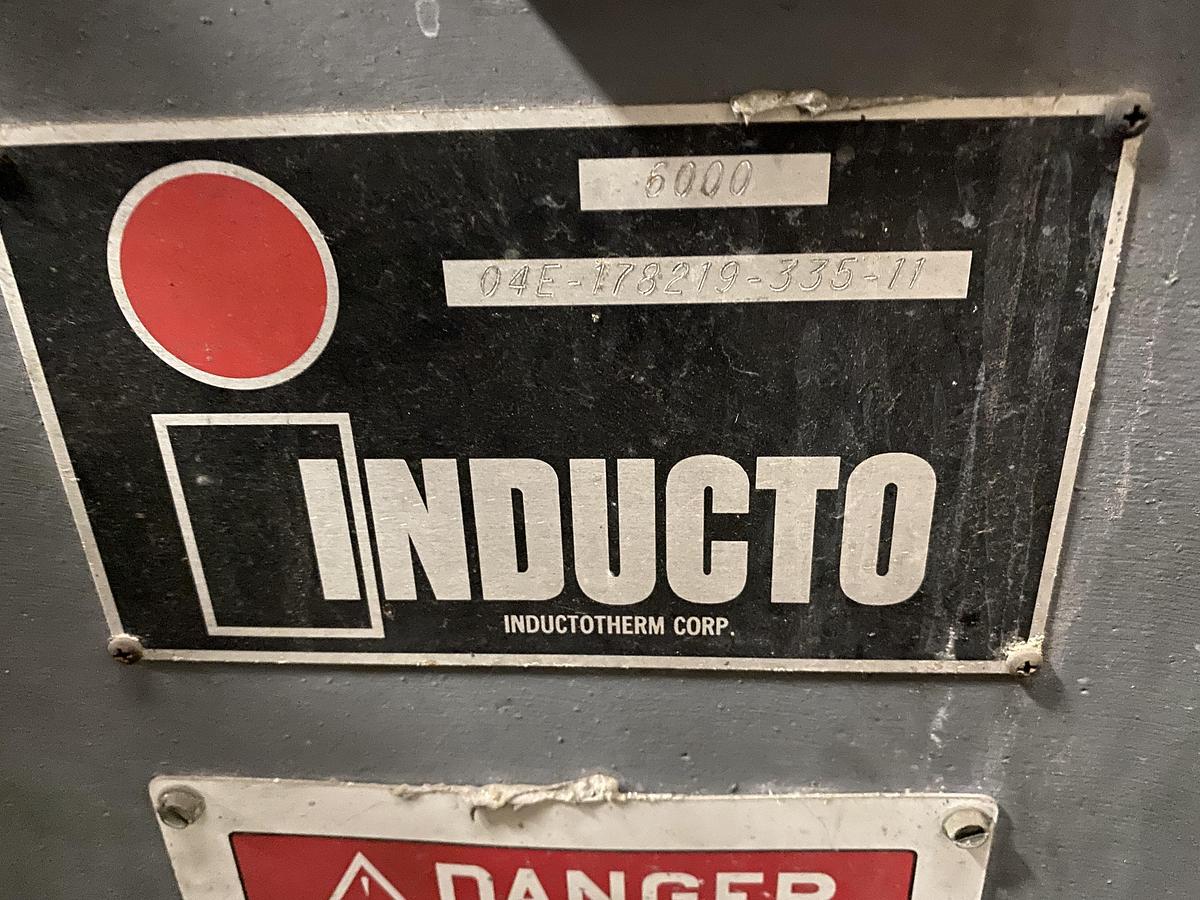 6000
04E-178219-335-11
INDUCTO
INDUCTOTHERM CORP.
DANGER